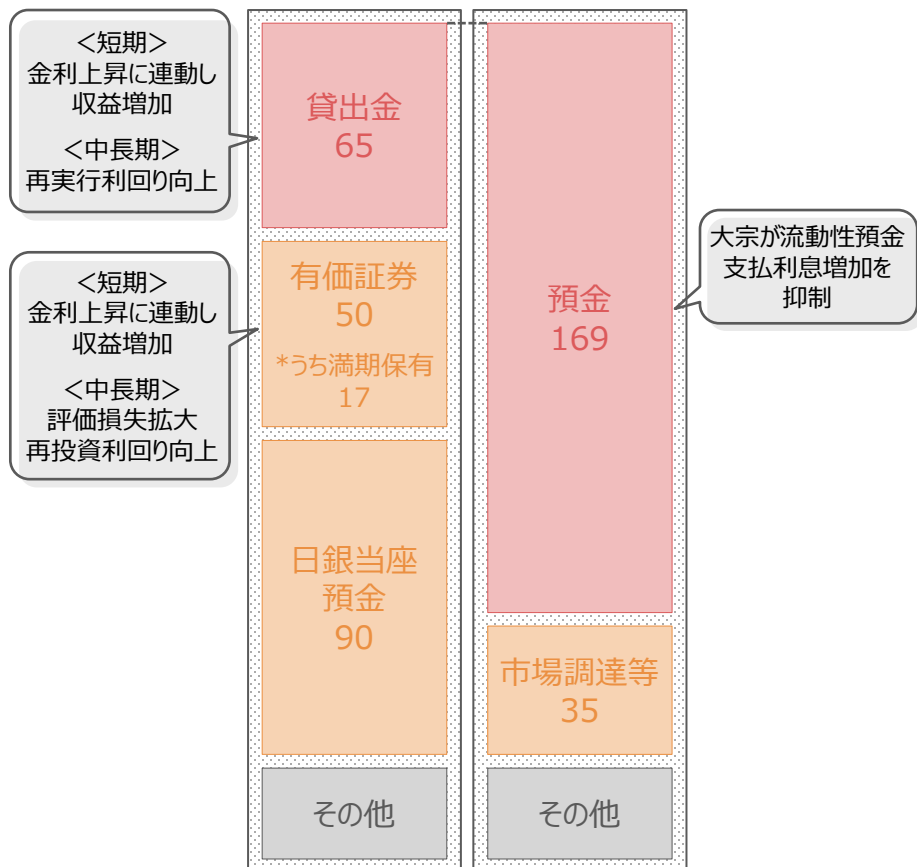 <短期>
金利上昇に連動し
収益増加
<中長期>
再実行利回り向上
貸出金
65
<短期>
金利上昇に連動し
収益増加
<中長期>
評価損失拡大
再投資利回り向上
有価証券
50
*うち満期保有
17
日銀当座
預金
90
その他
預金
169
大宗が流動性預金
支払利息増加を
抑制
市場調達等
35
その他